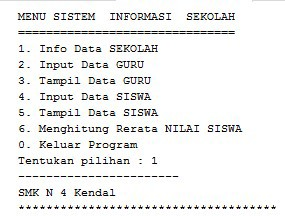 MENU SISTEM  INFORMASI  SEKOLAH
===============================
1. Info Data SEKOLAH
2. Input Data GURU
3. Tampil Data GURU
4. Input Data SISWA
5. Tampil Data SISWA
6. Menghitung Rerata NILAI SISWA
0. Keluar Program
Tentukan pilihan : 1
-----------------------
SMK N 4 Kendal
*************************************